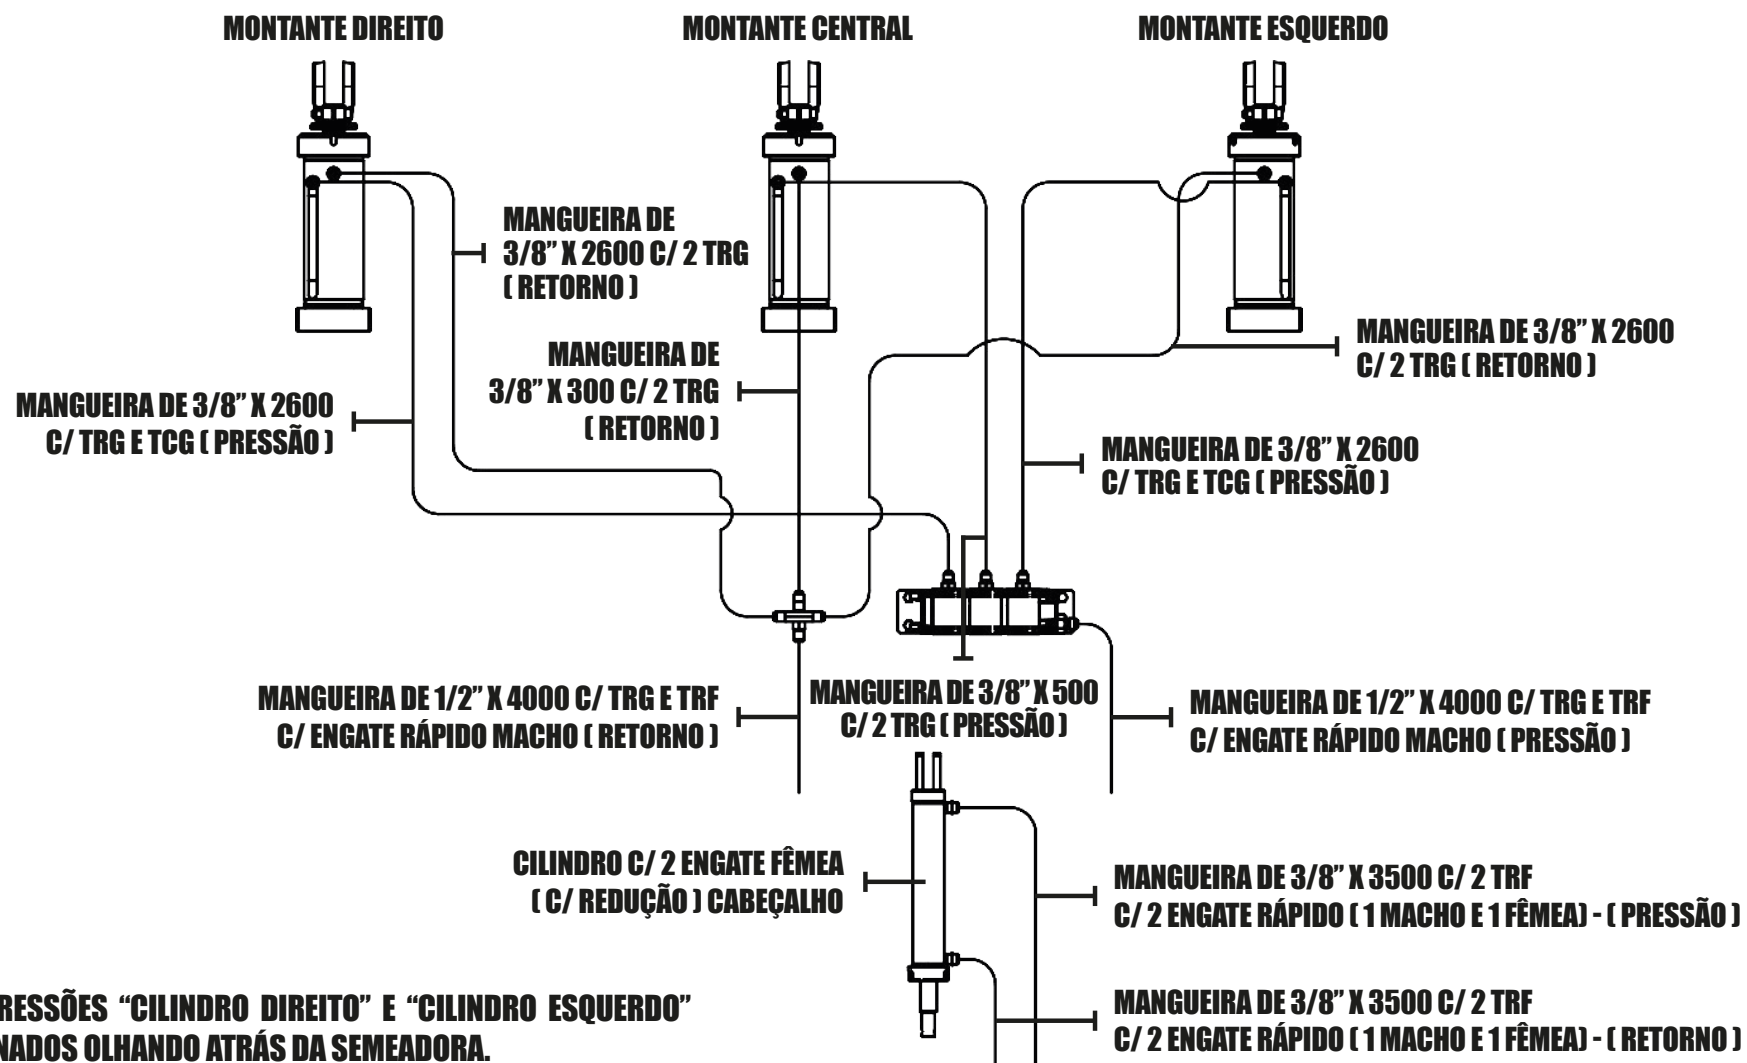 MONTANTE DIREITO
MONTANTE CENTRAL
MONTANTE ESQUERDO
MANGUEIRA DE
3/8” X 2600 C/ 2 TRG
( RETORNO )
MANGUEIRA DE
3/8” X 300 C/ 2 TRG
( RETORNO )
MANGUEIRA DE 3/8” X 2600
C/ 2 TRG ( RETORNO )
MANGUEIRA DE 3/8” X 2600
C/ TRG E TCG ( PRESSÃO )
MANGUEIRA DE 3/8” X 2600
C/ TRG E TCG ( PRESSÃO )
MANGUEIRA DE 1/2” X 4000 C/ TRG E TRF
C/ ENGATE RÁPIDO MACHO ( RETORNO )
MANGUEIRA DE 3/8” X 500
C/ 2 TRG ( PRESSÃO )
MANGUEIRA DE 1/2” X 4000 C/ TRG E TRF
C/ ENGATE RÁPIDO MACHO ( PRESSÃO )
CILINDRO C/ 2 ENGATE FÊMEA
( C/ REDUÇÃO ) CABEÇALHO
MANGUEIRA DE 3/8” X 3500 C/ 2 TRF
C/ 2 ENGATE RÁPIDO ( 1 MACHO E 1 FÊMEA) - ( PRESSÃO )
MANGUEIRA DE 3/8” X 3500 C/ 2 TRF
C/ 2 ENGATE RÁPIDO ( 1 MACHO E 1 FÊMEA) - ( RETORNO )
RESSÕES “CILINDRO DIREITO” E “CILINDRO ESQUERDO”
NADOS OLHANDO ATRÁS DA SEMEADORA.